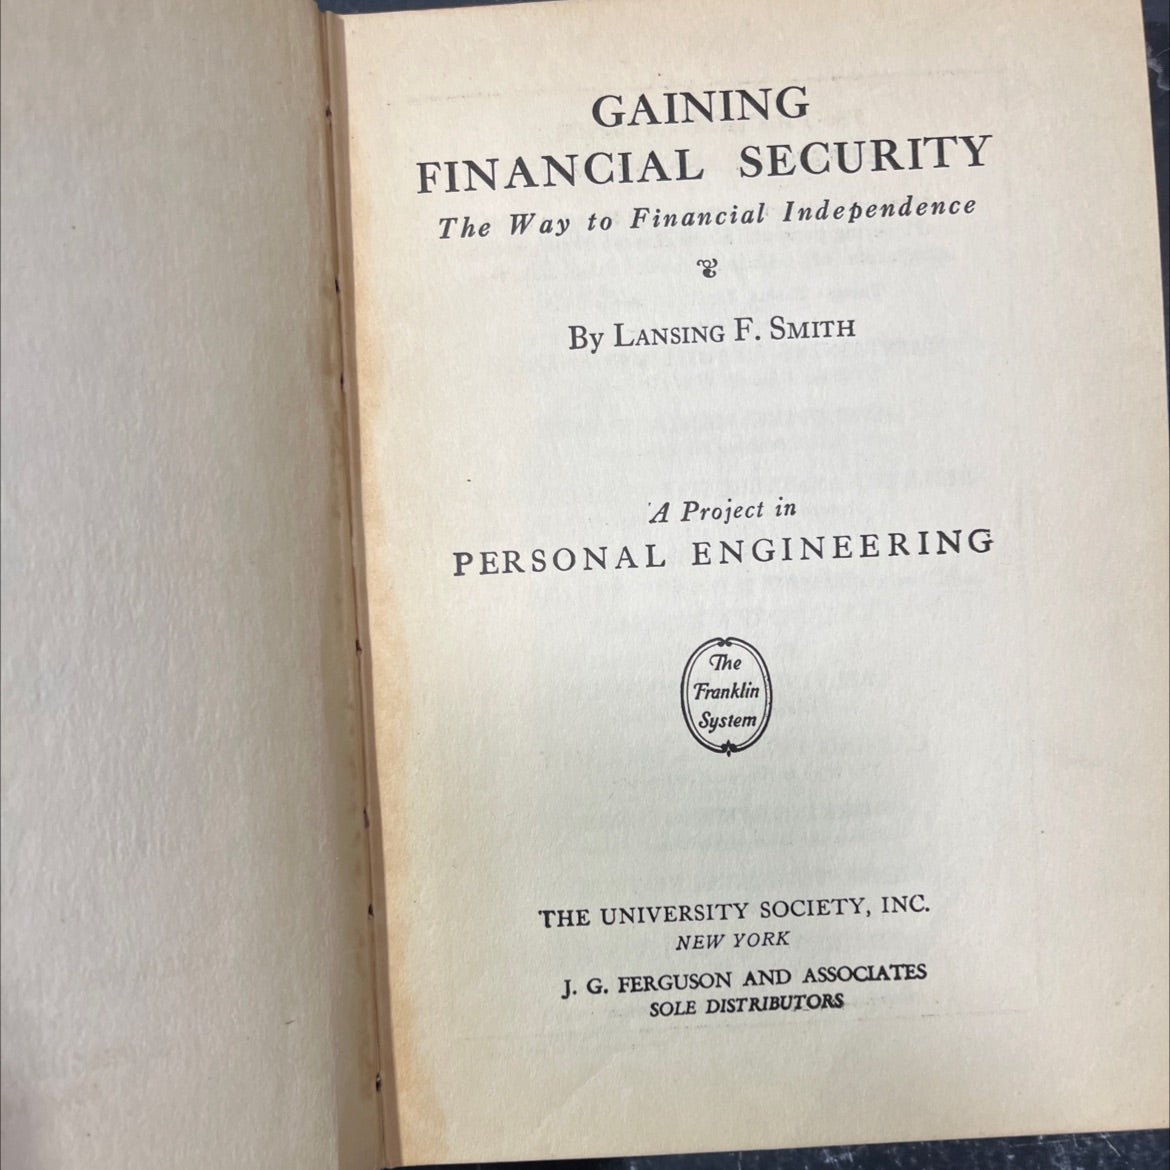 GAINING
FINANCIAL SECURITY
The Way to Financial Independence
By LANSING F. SMITH
A Project in
PERSONAL ENGINEERING
The
Franklin
System
THE UNIVERSITY SOCIETY, INC.
NEW YORK
J. G. FERGUSON AND ASSOCIATES
SOLE DISTRIBUTORS